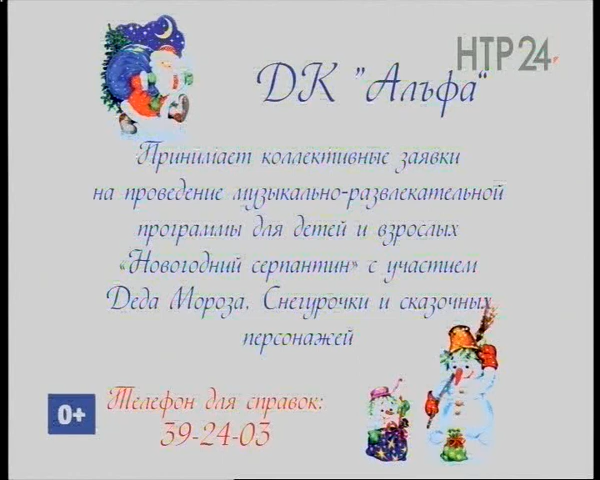 НТР 24
ДК "Альфа"
Принимает коллективные заявки
на проведение музыкально-развлекательной
программы для детей и взрослых
«Новогодний серпантин» с участием
Деда Мороза, Снегурочки и сказочных
персонажей
0+
Телефон для справок:
39-24-03